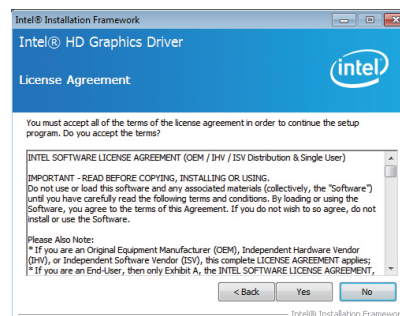 Intel® Installation Framework
Intel® HD Graphics Driver
License Agreement
intel®
You must accept all of the terms of the license agreement in order to continue the setup
program. Do you accept the terms?
INTEL SOFTWARE LICENSE AGREEMENT (OEM / IHV / ISV Distribution & Single User)
IMPORTANT - READ BEFORE COPYING, INSTALLING OR USING.
Do not use or load this software and any associated materials (collectively, the "Software")
until you have carefully read the following terms and conditions. By loading or using the
Software, you agree to the terms of this Agreement. If you do not wish to so agree, do not
install or use the Software.
Please Also Note:
* If you are an Original Equipment Manufacturer (OEM), Independent Hardware Vendor
(IHV), or Independent Software Vendor (ISV), this complete LICENSE AGREEMENT applies;
* If you are an End-User, then only Exhibit A, the INTEL SOFTWARE LICENSE AGREEMENT,
< Back Yes No
Intel® Installation Framewor